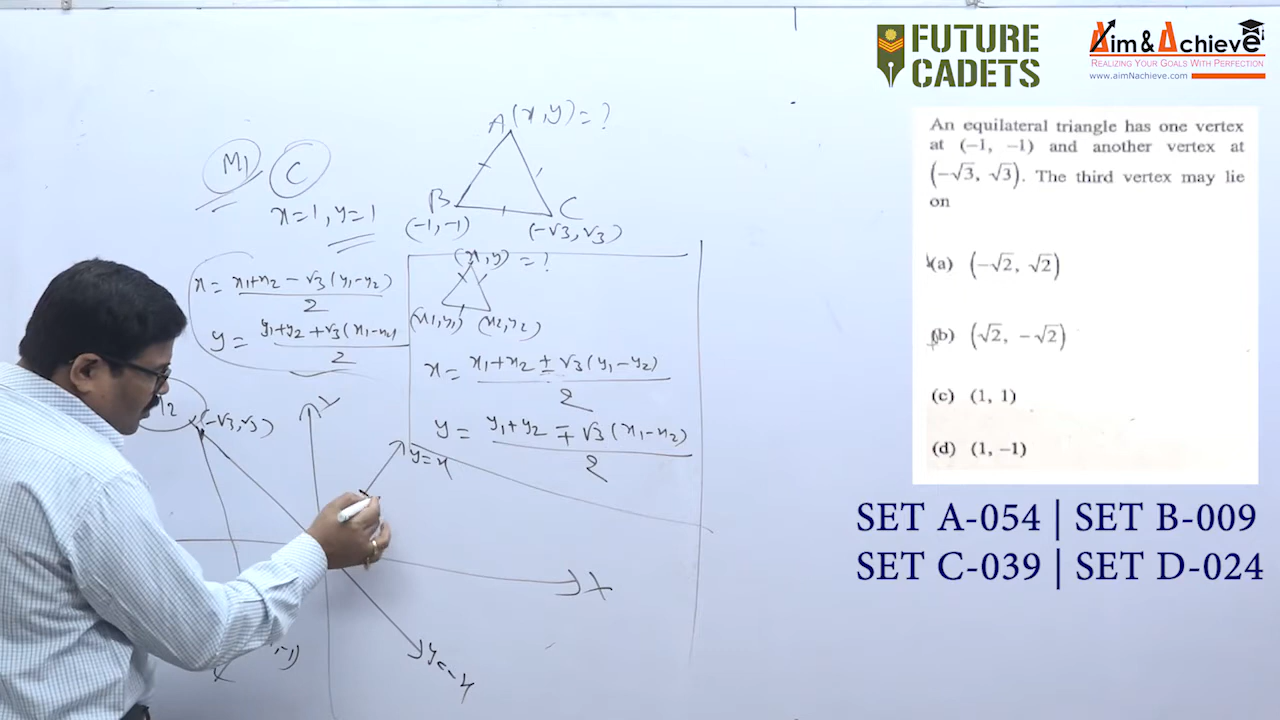 FUTURE
CADETS
Aim & Achieve
REALIZING YOUR GOALS WITH PERFECTION
www.aimNachieve.com
An equilateral triangle has one vertex
at (−1, −1) and another vertex at
(−√3, √3). The third vertex may lie
on
(a) (−√2, √2)
(b) (√2, −√2)
(c) (1, 1)
(d) (1, −1)
SET A-054 | SET B-009
SET C-039 | SET D-024
A(x,y)=?
M1 C
x=1, y=1
B C
(-1,-1) (-√3,√3)
x = x1+x2 - √3(y1-y2) / 2
y = y1+y2 + √3(x1-x2) / 2
(x,y) = ?
(x1,y1) (x2,y2)
x = x1+x2 ± √3(y1-y2) / 2
y = y1+y2 ∓ √3(x1-x2) / 2
2
(-√3,√3)
Y
y=x
X
-1)